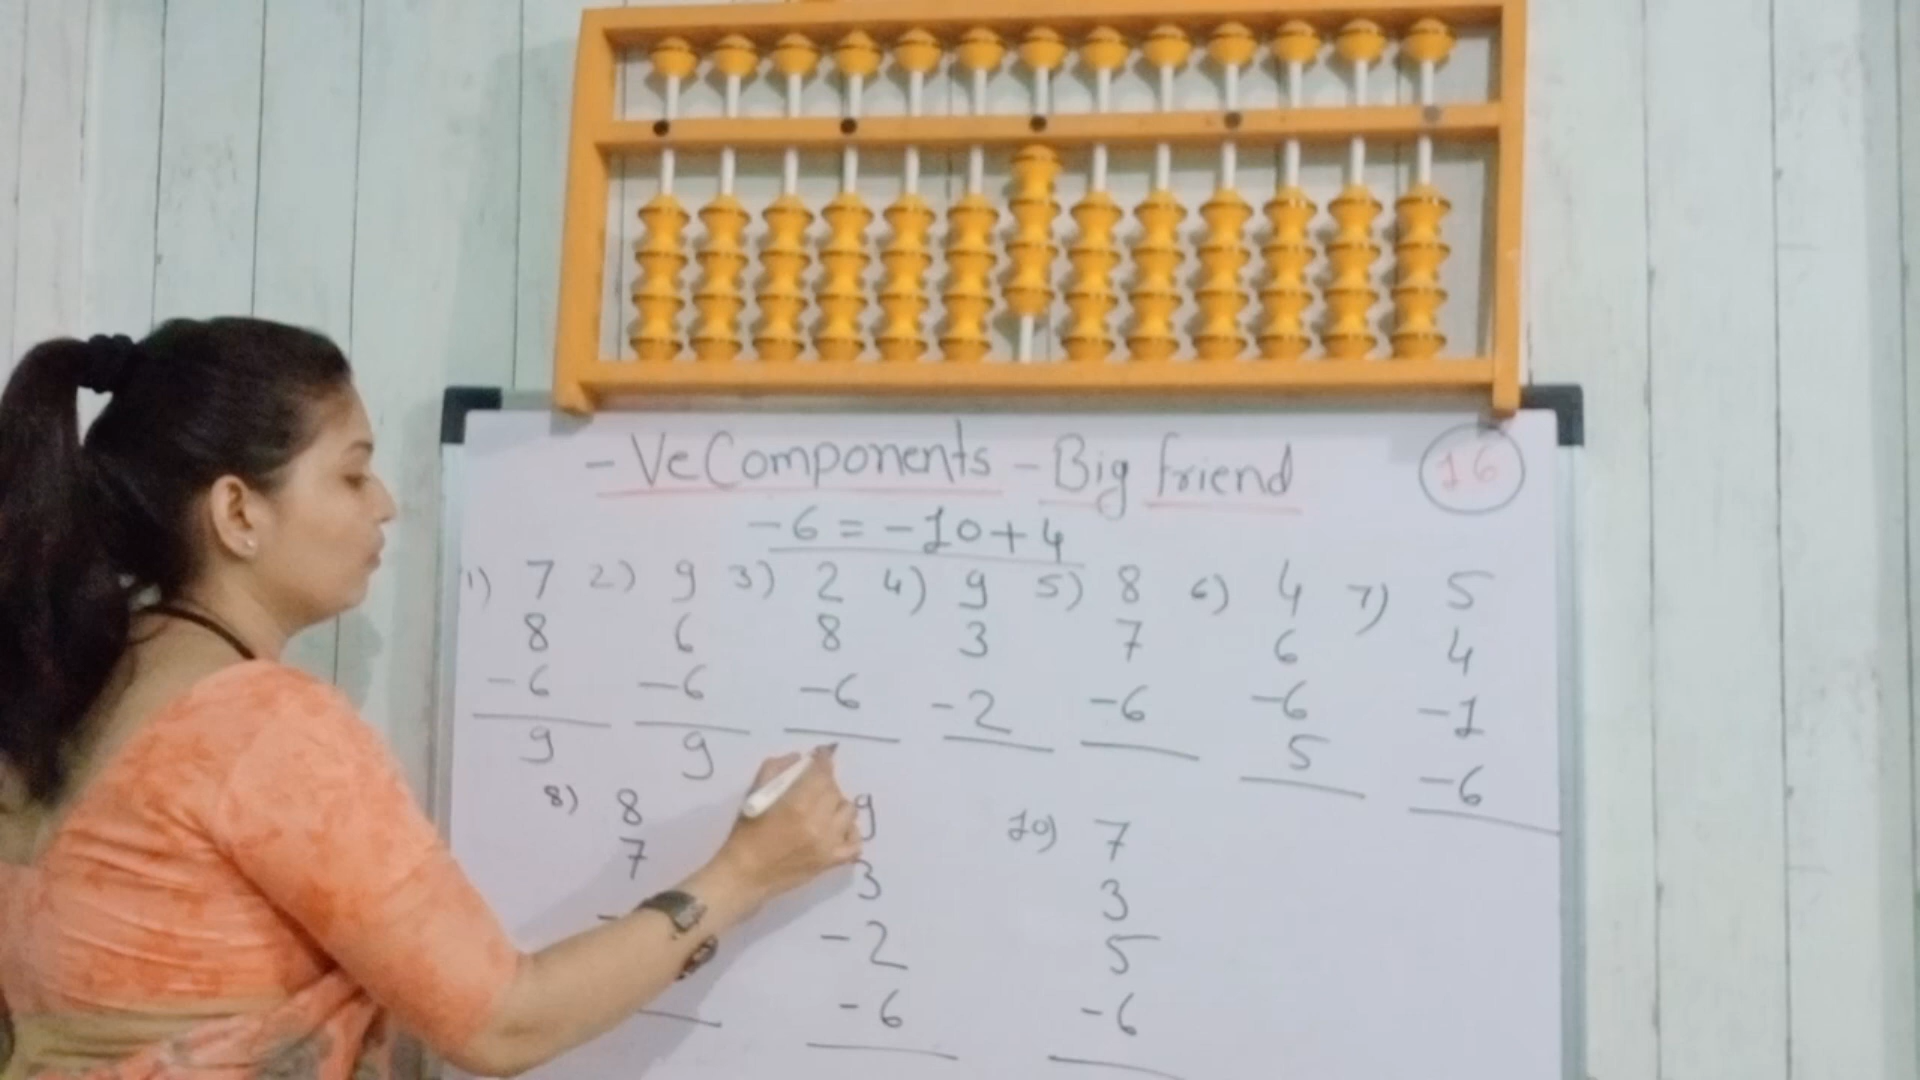 -Ve Components - Big friend 16
-6 = -10+4
1) 7 2) 9 3) 2 4) 9 5) 8 6) 4 7) 5
8 6 8 3 7 6 4
-6 -6 -6 -2 -6 -6 -1
9 9 5 -6
8) 8 9 10) 7
7 3 3
-2 5
-6 -6